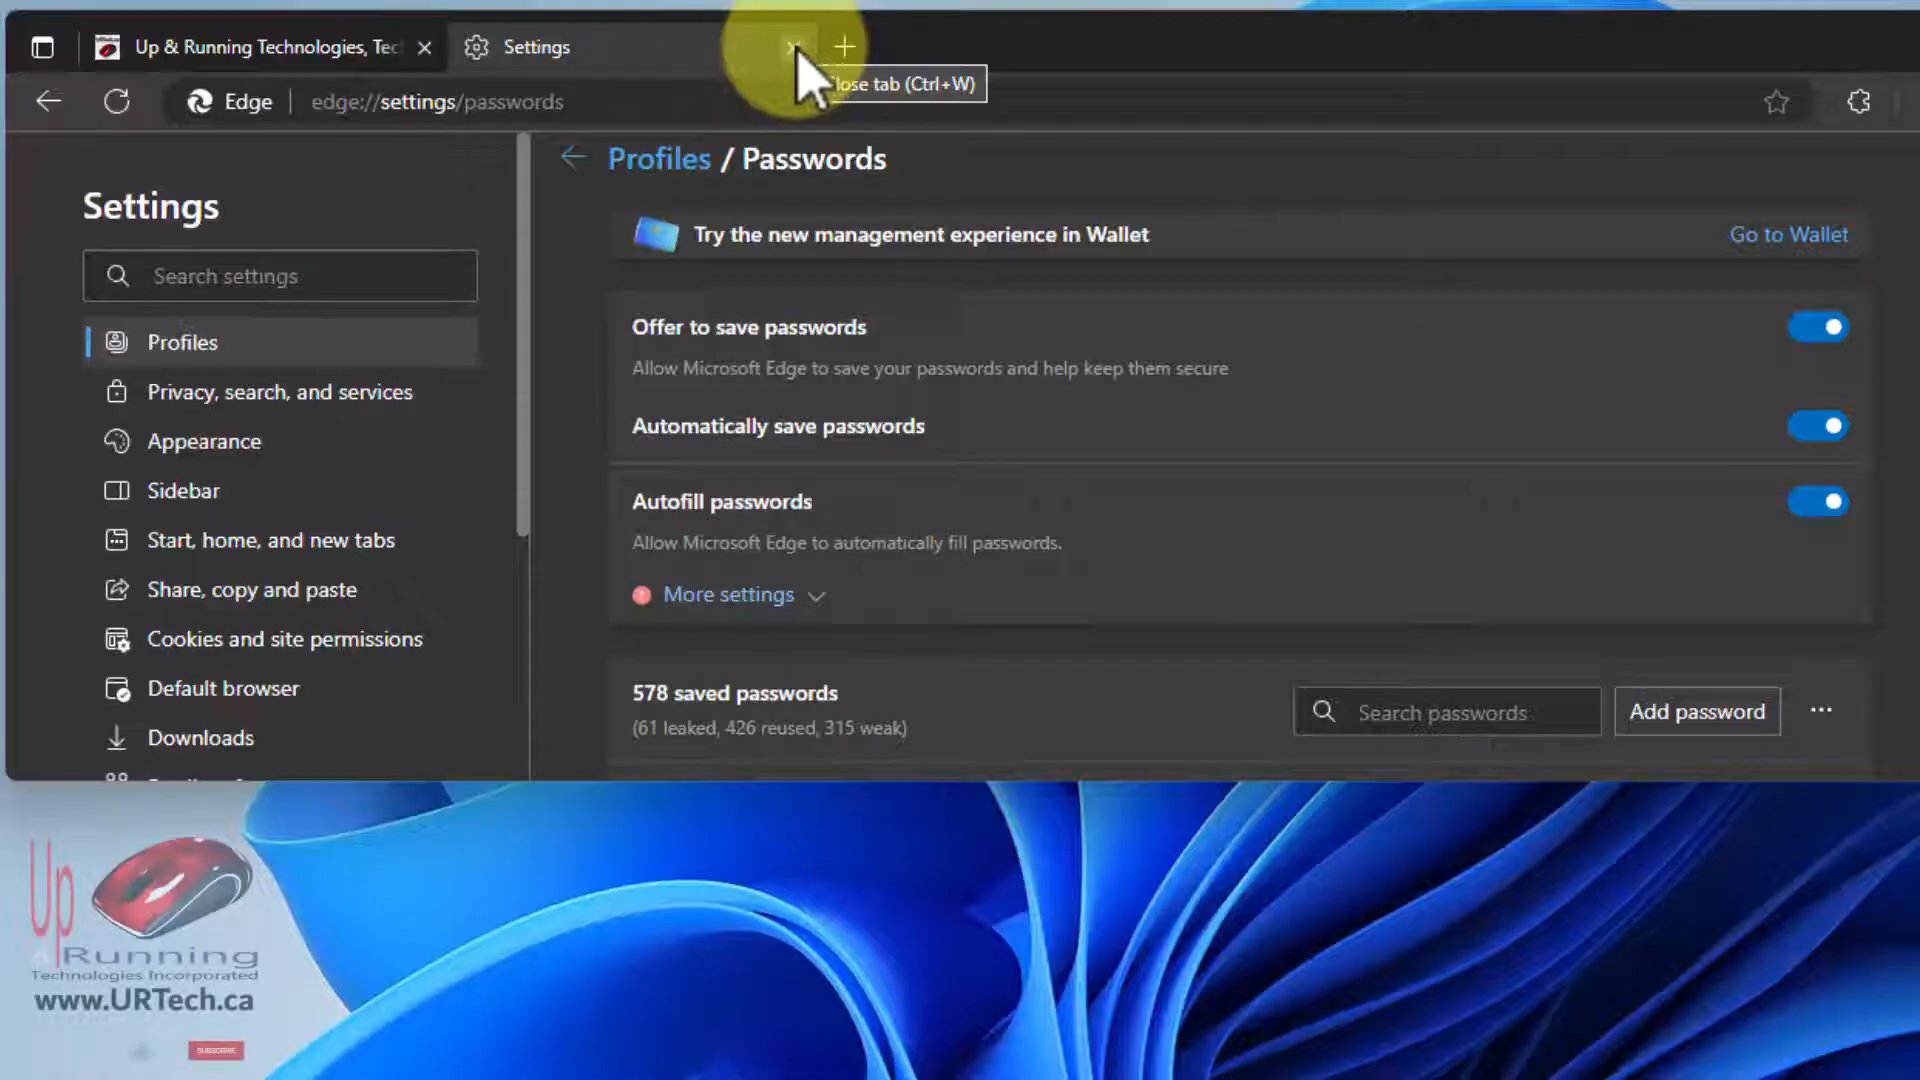 Up & Running Technologies, Tec
Settings
lose tab (Ctrl+W)
Edge
edge://settings/passwords
Settings
Search settings
Profiles
Privacy, search, and services
Appearance
Sidebar
Start, home, and new tabs
Share, copy and paste
Cookies and site permissions
Default browser
Downloads
Profiles / Passwords
Try the new management experience in Wallet
Go to Wallet
Offer to save passwords
Allow Microsoft Edge to save your passwords and help keep them secure
Automatically save passwords
Autofill passwords
Allow Microsoft Edge to automatically fill passwords.
More settings
578 saved passwords
(61 leaked, 426 reused, 315 weak)
Search passwords
Add password
Up
Running
Technologies Incorporated
www.URTech.ca
SUBSCRIBE